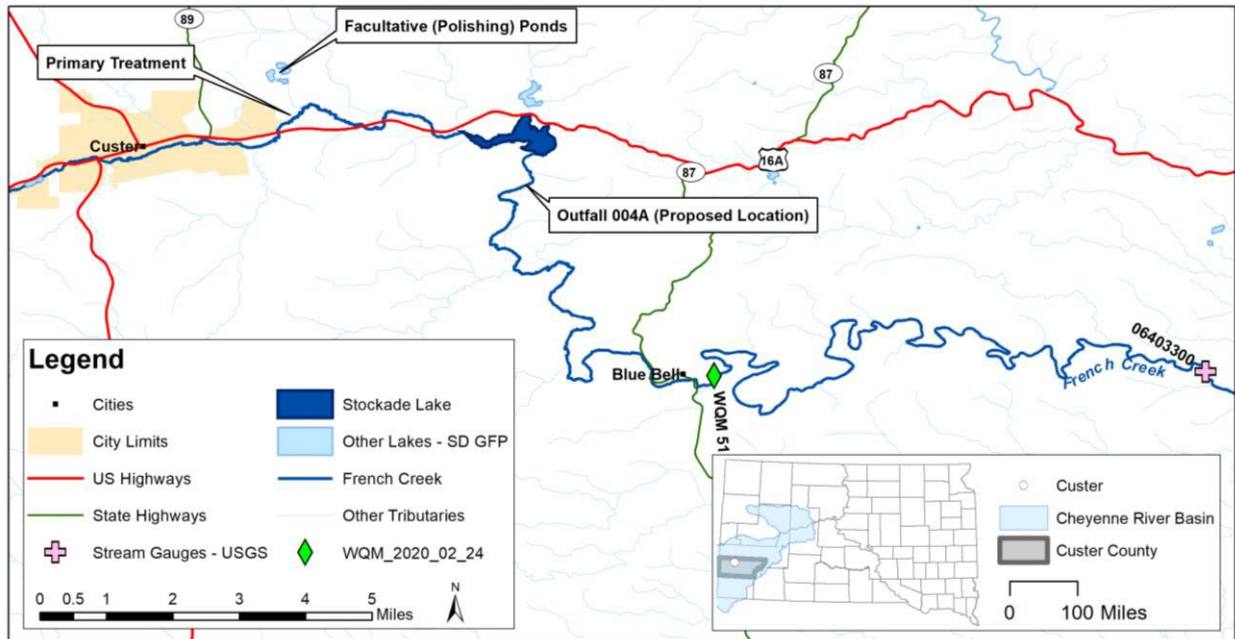 89
Facultative (Polishing) Ponds
Primary Treatment
87
Custer
87
16A
Outfall 004A (Proposed Location)
06403300
French Creek
Blue Bell
WQM 51
Legend
Cities
Stockade Lake
City Limits
Other Lakes - SD GFP
US Highways
French Creek
State Highways
Other Tributaries
Stream Gauges - USGS
WQM_2020_02_24
0 0.5 1 2 3 4 5
Miles
N
Custer
Cheyenne River Basin
Custer County
0 100 Miles